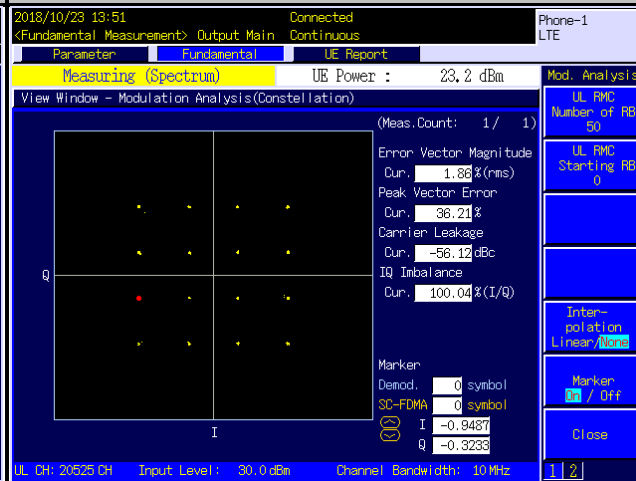 2018/10/23 13:51 Connected Phone-1
<Fundamental Measurement> Output Main Continuous LTE
Parameter Fundamental UE Report
Measuring (Spectrum) UE Power : 23.2 dBm Mod. Analysis
View Window - Modulation Analysis(Constellation)
(Meas.Count: 1/ 1)
Error Vector Magnitude
Cur. 1.86 %(rms)
Peak Vector Error
Cur. 36.21 %
Carrier Leakage
Cur. -56.12 dBc
IQ Imbalance
Cur. 100.04 %(I/Q)
Q
I
Marker
Demod. 0 symbol
SC-FDMA 0 symbol
I -0.9487
Q -0.3233
UL RMC
Number of RB
50
UL RMC
Starting RB
0
Inter-
polation
Linear/None
Marker
On / Off
Close
1 2
UL CH: 20525 CH Input Level: 30.0 dBm Channel Bandwidth: 10 MHz